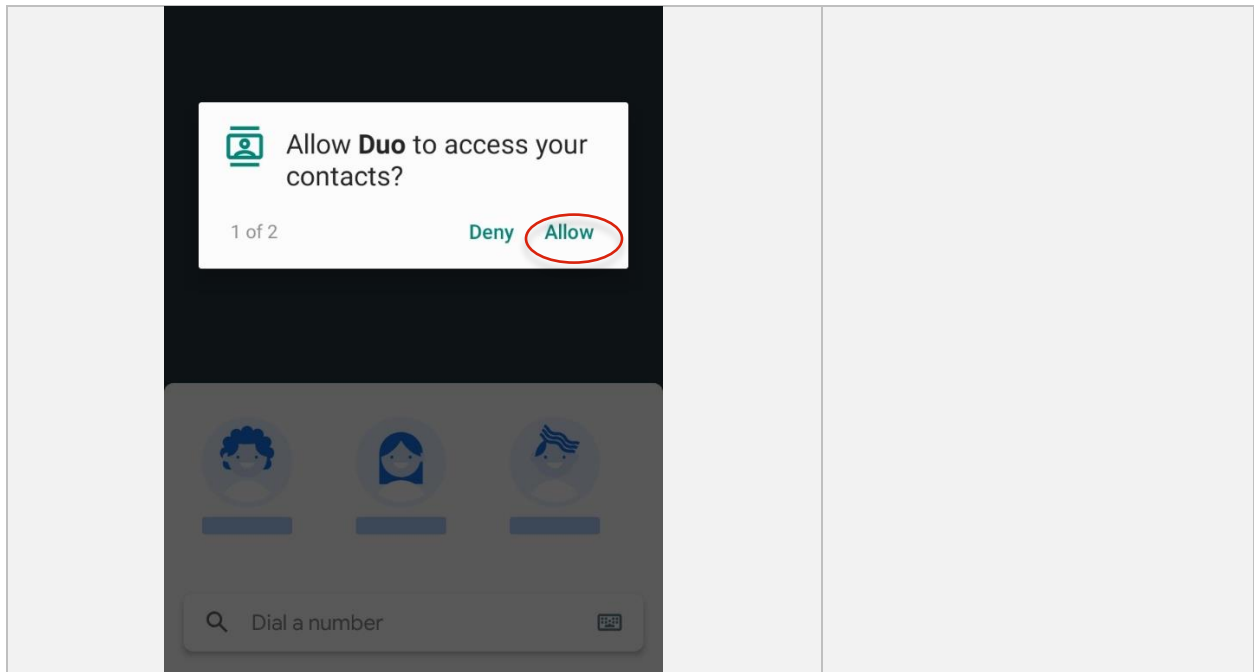 Allow Duo to access your
contacts?
1 of 2
Deny Allow
Dial a number